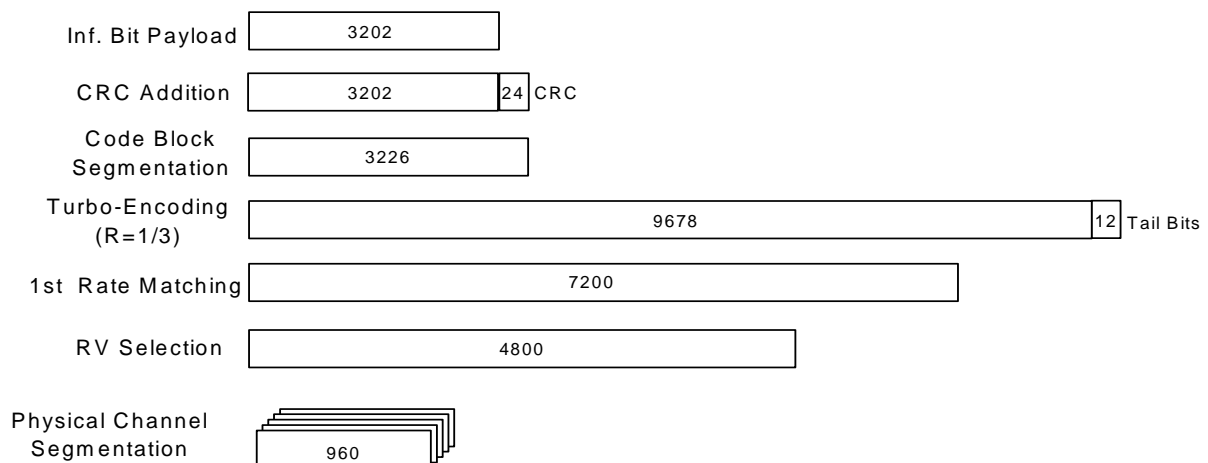 Inf. Bit Payload 3202
CRC Addition 3202 24 CRC
Code Block
Segmentation 3226
Turbo-Encoding
(R=1/3) 9678 12 Tail Bits
1st Rate Matching 7200
RV Selection 4800
Physical Channel
Segmentation 960